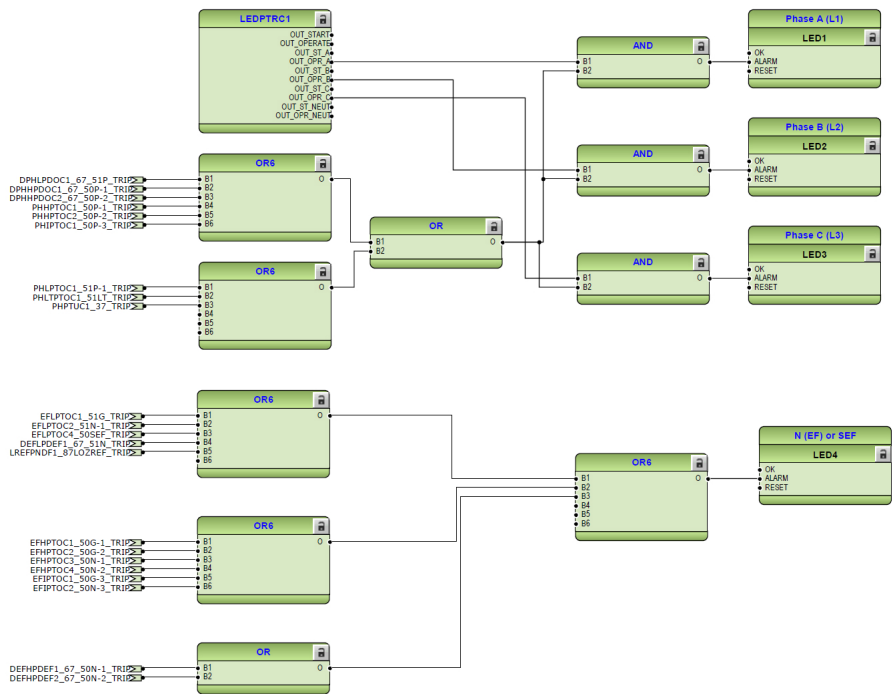 LEDPTRC1
OUT_START
OUT_OPERATE
OUT_ST_A
OUT_OPR_A
OUT_ST_B
OUT_OPR_B
OUT_ST_C
OUT_OPR_C
OUT_ST_NEUT
OUT_OPR_NEUT
AND
B1
B2
O
Phase A (L1)
LED1
OK
ALARM
RESET
AND
B1
B2
O
Phase B (L2)
LED2
OK
ALARM
RESET
OR6
DPHLPDOC1_67_51P_TRIP
DPHHPDOC1_67_50P-1_TRIP
DPHHPDOC2_67_50P-2_TRIP
PHHPTOC1_50P-1_TRIP
PHHPTOC2_50P-2_TRIP
PHIPTOC1_50P-3_TRIP
B1
B2
B3
B4
B5
B6
O
OR
B1
B2
O
AND
B1
B2
O
Phase C (L3)
LED3
OK
ALARM
RESET
OR6
PHLPTOC1_51P-1_TRIP
PHLTPTOC1_51LT_TRIP
PHPTUC1_37_TRIP
B1
B2
B3
B4
B5
B6
O
OR6
EFLPTOC1_51G_TRIP
EFLPTOC2_51N-1_TRIP
EFLPTOC4_50SEF_TRIP
DEFLPDEF1_67_51N_TRIP
LREFPNDF1_87LOZREF_TRIP
B1
B2
B3
B4
B5
B6
O
OR6
B1
B2
B3
B4
B5
B6
O
N (EF) or SEF
LED4
OK
ALARM
RESET
OR6
EFHPTOC1_50G-1_TRIP
EFHPTOC2_50G-2_TRIP
EFHPTOC3_50N-1_TRIP
EFHPTOC4_50N-2_TRIP
EFIPTOC1_50G-3_TRIP
EFIPTOC2_50N-3_TRIP
B1
B2
B3
B4
B5
B6
O
OR
DEFHPDEF1_67_50N-1_TRIP
DEFHPDEF2_67_50N-2_TRIP
B1
B2
O